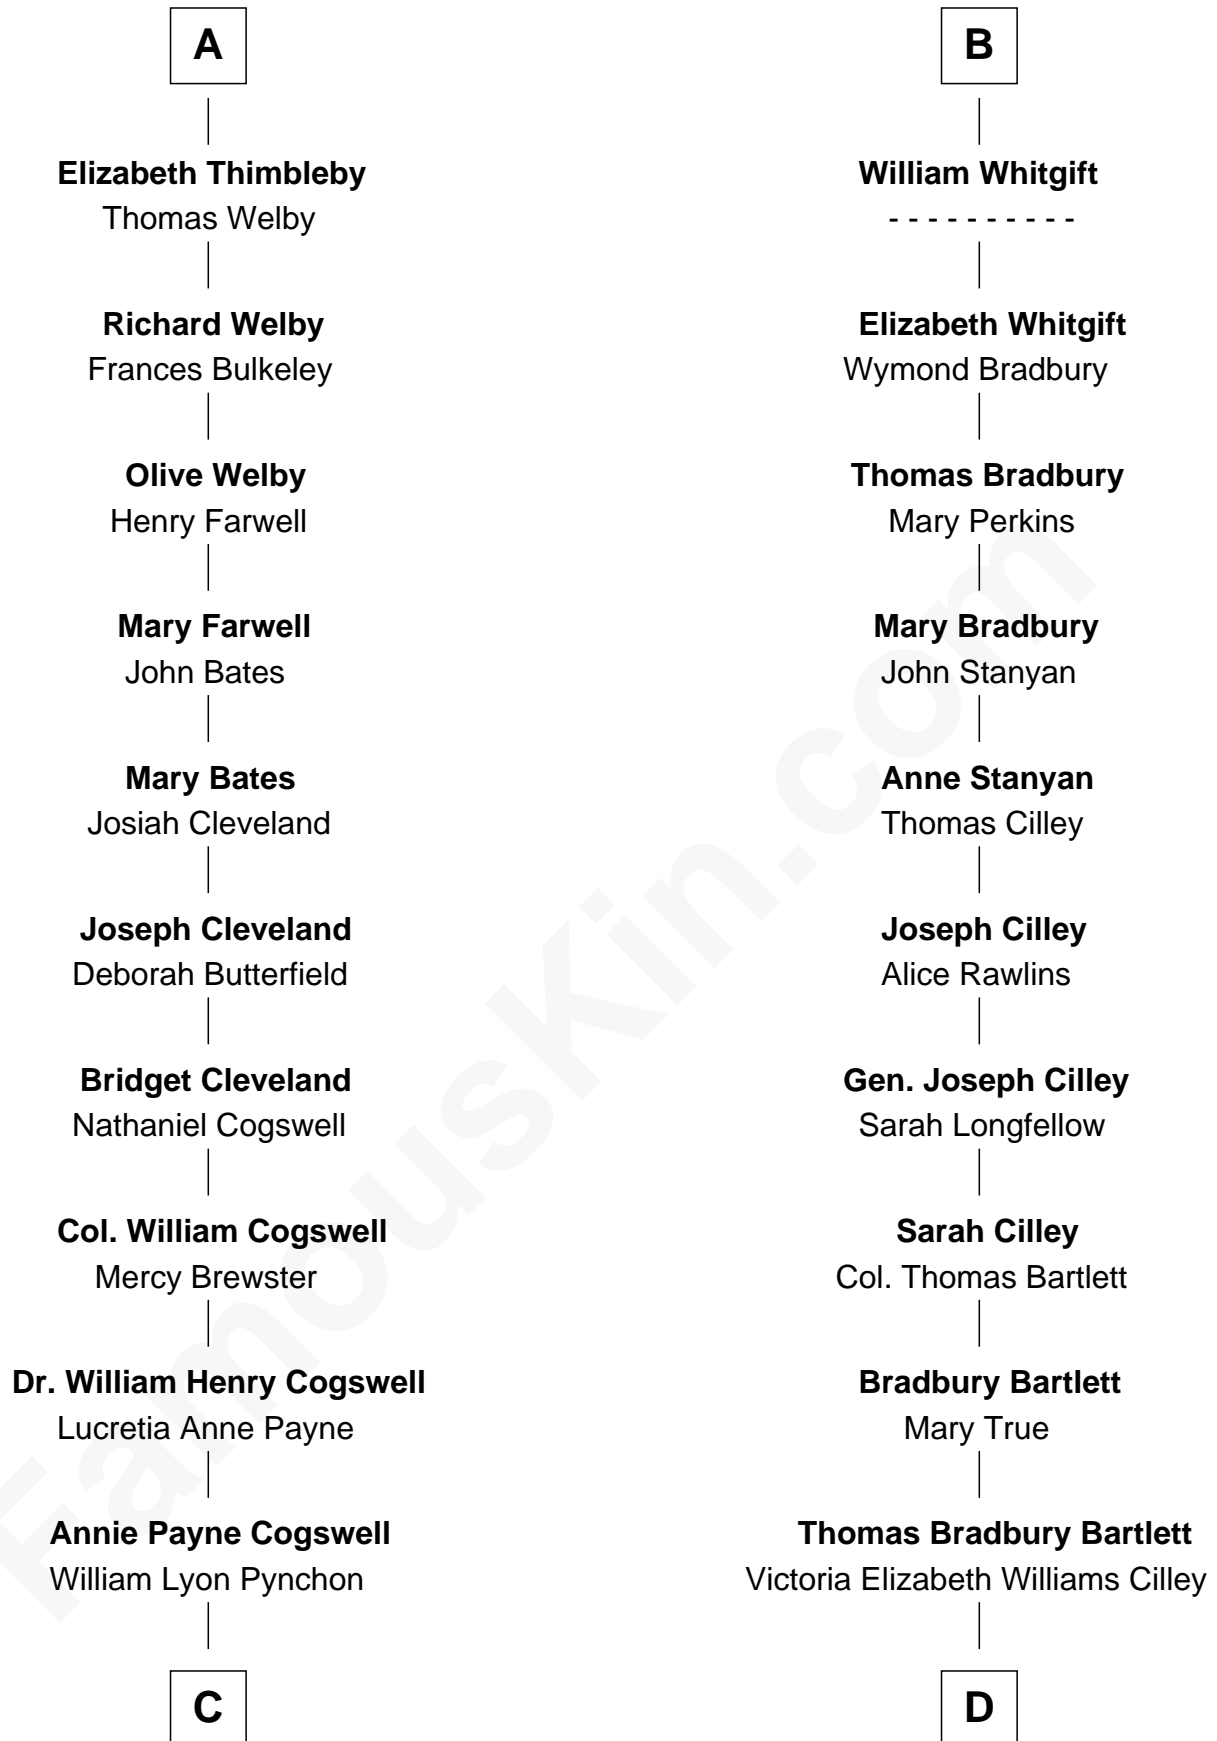 A
Elizabeth Thimbleby
Thomas Welby
Richard Welby
Frances Bulkeley
Olive Welby
Henry Farwell
Mary Farwell
John Bates
Mary Bates
Josiah Cleveland
Joseph Cleveland
Deborah Butterfield
Bridget Cleveland
Nathaniel Cogswell
Col. William Cogswell
Mercy Brewster
Dr. William Henry Cogswell
Lucretia Anne Payne
Annie Payne Cogswell
William Lyon Pynchon
C
B
William Whitgift
- - - - - - - - - -
Elizabeth Whitgift
Wymond Bradbury
Thomas Bradbury
Mary Perkins
Mary Bradbury
John Stanyan
Anne Stanyan
Thomas Cilley
Joseph Cilley
Alice Rawlins
Gen. Joseph Cilley
Sarah Longfellow
Sarah Cilley
Col. Thomas Bartlett
Bradbury Bartlett
Mary True
Thomas Bradbury Bartlett
Victoria Elizabeth Williams Cilley
D
FamousKin.com